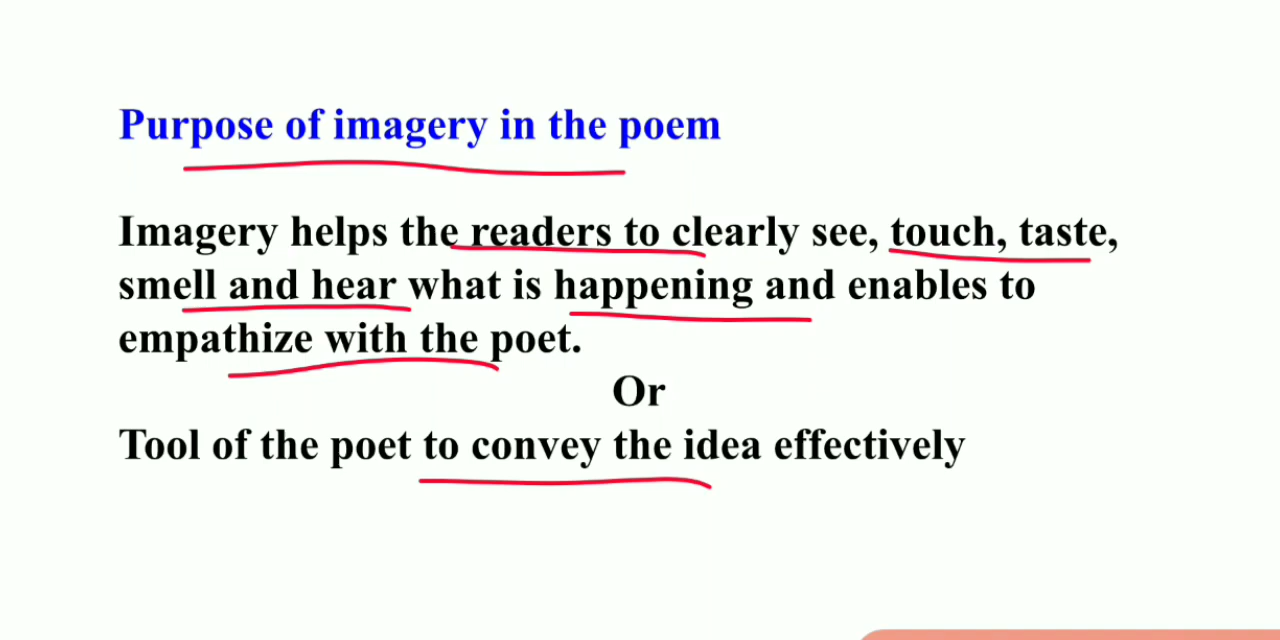 Purpose of imagery in the poem
Imagery helps the readers to clearly see, touch, taste,
smell and hear what is happening and enables to
empathize with the poet.
Or
Tool of the poet to convey the idea effectively